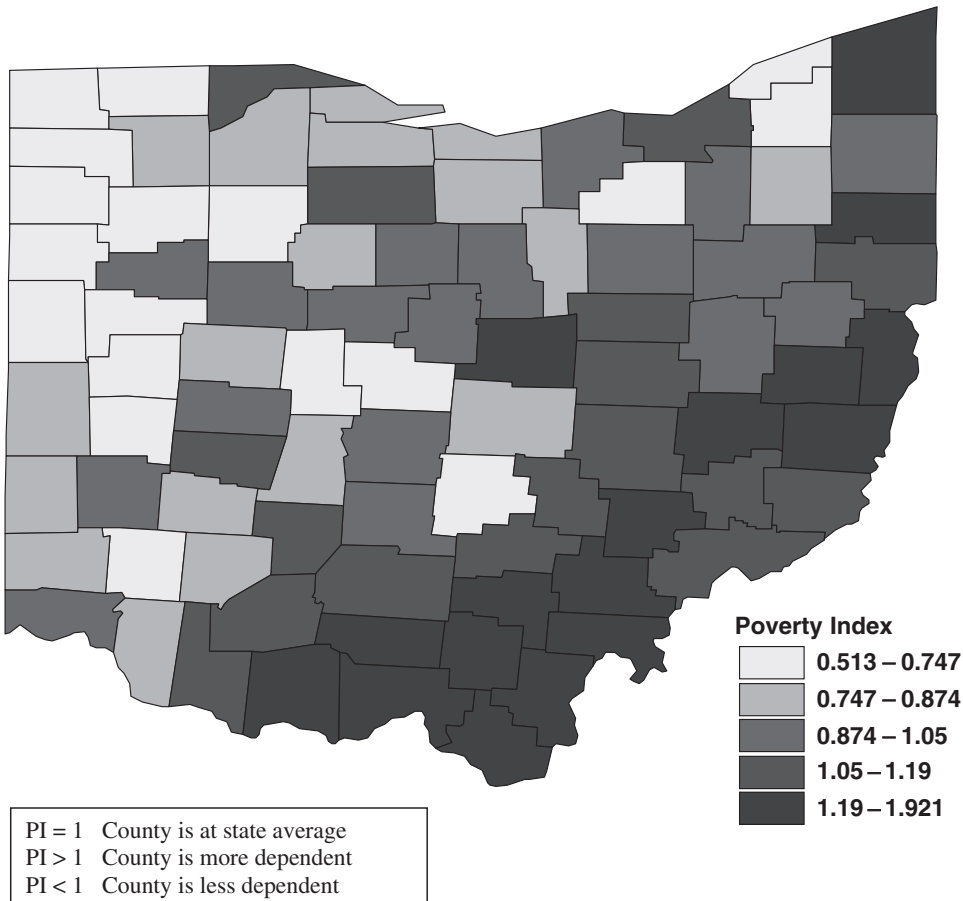 Poverty Index
0.513 – 0.747
0.747 – 0.874
0.874 – 1.05
1.05 – 1.19
1.19 – 1.921
PI = 1 County is at state average
PI > 1 County is more dependent
PI < 1 County is less dependent